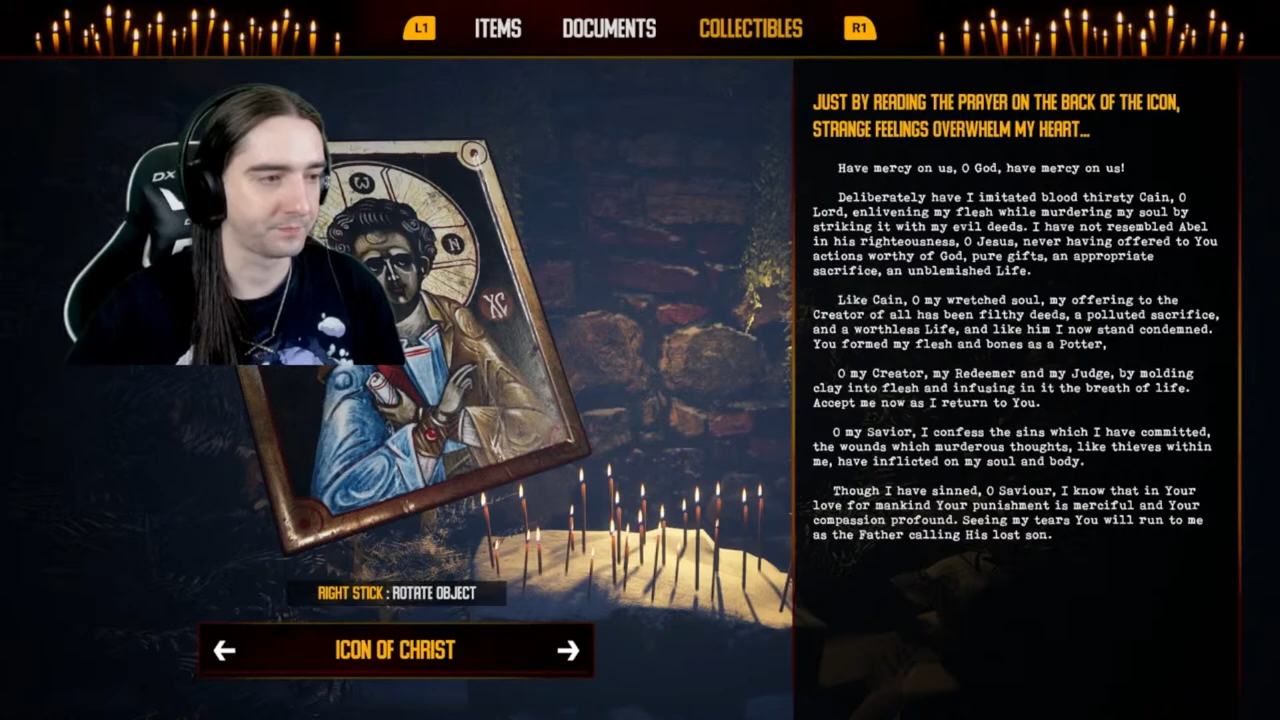 L1 ITEMS DOCUMENTS COLLECTIBLES R1
JUST BY READING THE PRAYER ON THE BACK OF THE ICON,
STRANGE FEELINGS OVERWHELM MY HEART...
Have mercy on us, O God, have mercy on us!
Deliberately have I imitated blood thirsty Cain, O
Lord, enlivening my flesh while murdering my soul by
striking it with my evil deeds. I have not resembled Abel
in his righteousness, O Jesus, never having offered to You
actions worthy of God, pure gifts, an appropriate
sacrifice, an unblemished Life.
Like Cain, O my wretched soul, my offering to the
Creator of all has been filthy deeds, a polluted sacrifice,
and a worthless Life, and like him I now stand condemned.
You formed my flesh and bones as a Potter,
O my Creator, my Redeemer and my Judge, by molding
clay into flesh and infusing in it the breath of life.
Accept me now as I return to You.
O my Savior, I confess the sins which I have committed,
the wounds which murderous thoughts, like thieves within
me, have inflicted on my soul and body.
Though I have sinned, O Saviour, I know that in Your
love for mankind Your punishment is merciful and Your
compassion profound. Seeing my tears You will run to me
as the Father calling His lost son.
DX
Ѡ
N
RIGHT STICK : ROTATE OBJECT
ICON OF CHRIST